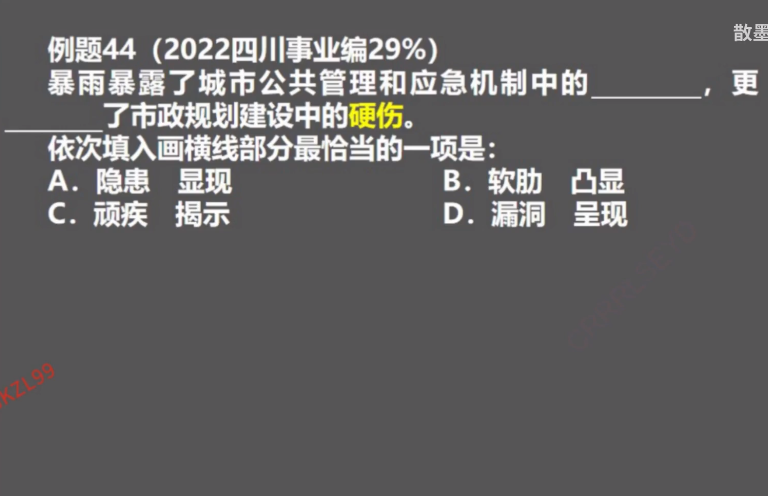 散墨
例题44（2022四川事业编29%）
暴雨暴露了城市公共管理和应急机制中的________，更
________了市政规划建设中的硬伤。
依次填入画横线部分最恰当的一项是：
A．隐患　显现　B．软肋　凸显
C．顽疾　揭示　D．漏洞　呈现